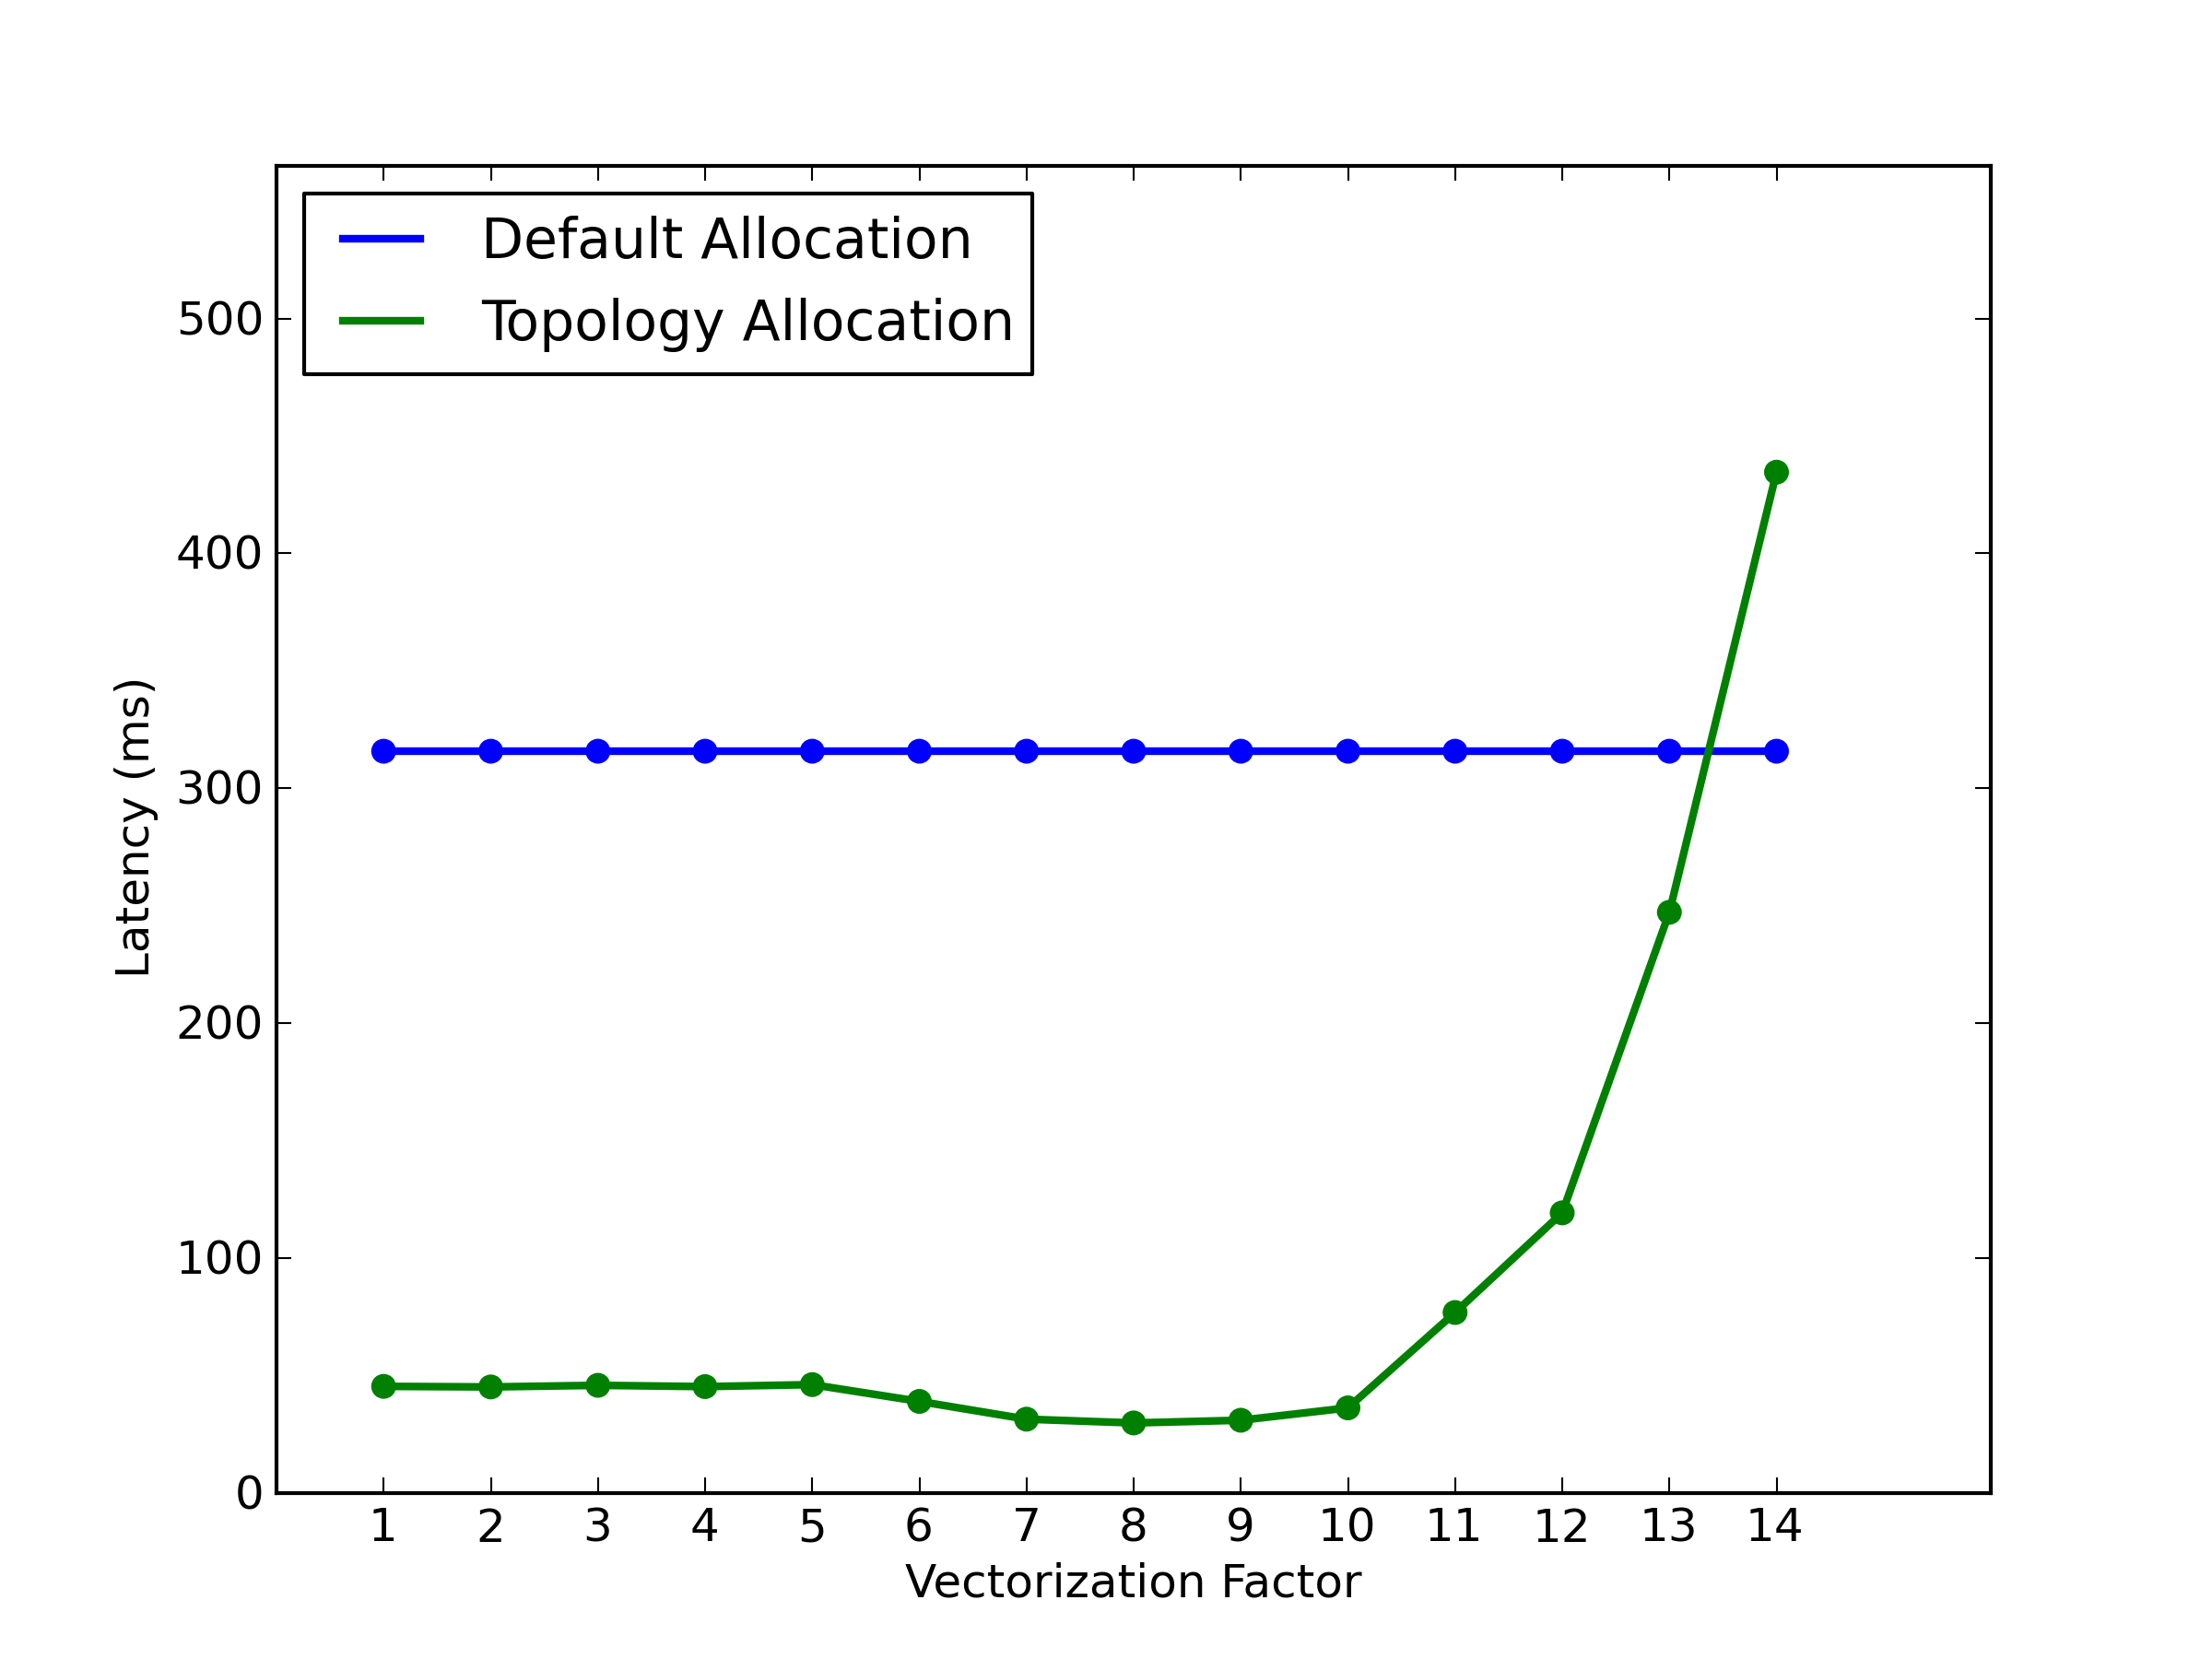 Default Allocation
Topology Allocation
500
400
300
200
100
0
Latency (ms)
1 2 3 4 5 6 7 8 9 10 11 12 13 14
Vectorization Factor